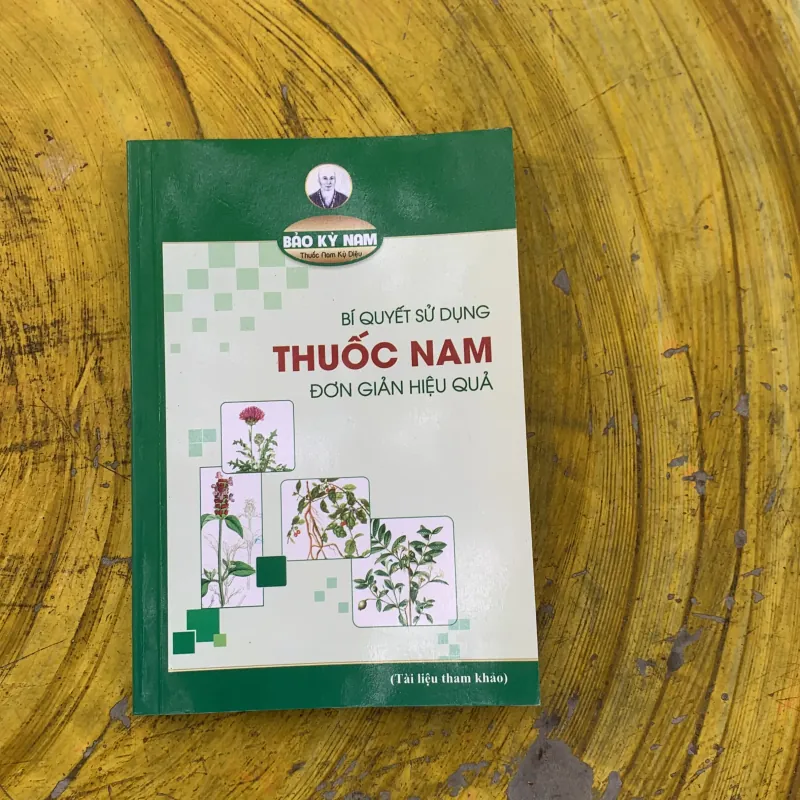 BẢO KỲ NAM
Thuốc Nam Kỳ Diệu
BÍ QUYẾT SỬ DỤNG
THUỐC NAM
ĐƠN GIẢN HIỆU QUẢ
(Tài liệu tham khảo)